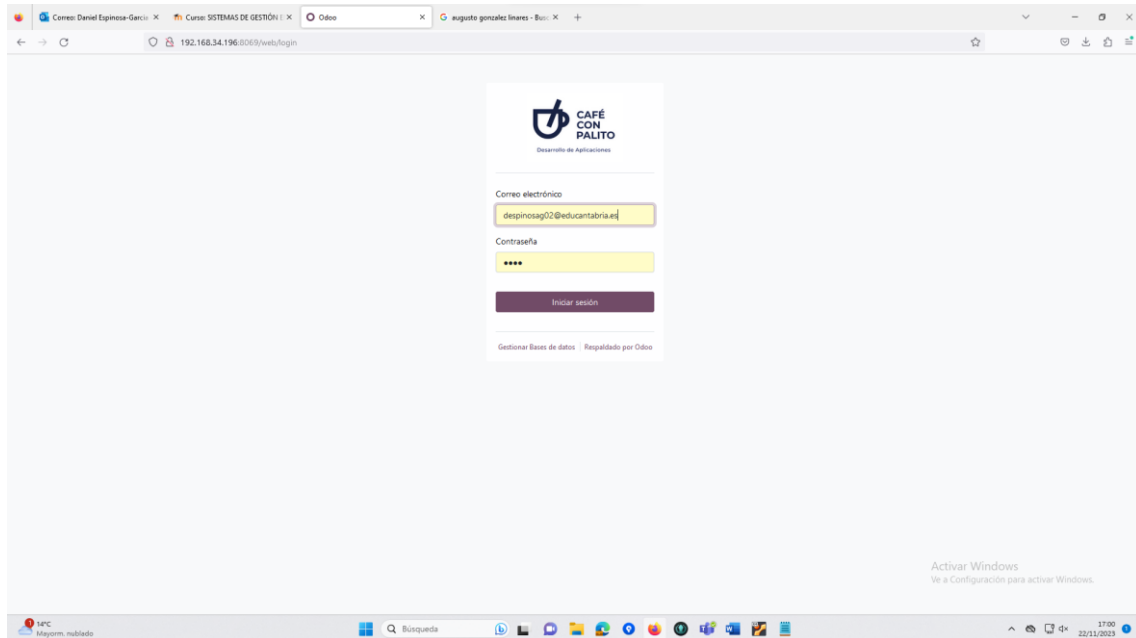 Correo: Daniel Espinosa-García
Curso: SISTEMAS DE GESTIÓN E
Odoo
augusto gonzalez linares - Bus
192.168.34.196:8069/web/login
CAFÉ
CON
PALITO
Desarrollo de Aplicaciones
Correo electrónico
despinosag02@educantabria.es
Contraseña
Iniciar sesión
Gestionar Bases de datos Respaldado por Odoo
Activar Windows
Ve a Configuración para activar Windows.
1
14°C
Mayorm. nublado
Búsqueda
17:00
22/11/2023